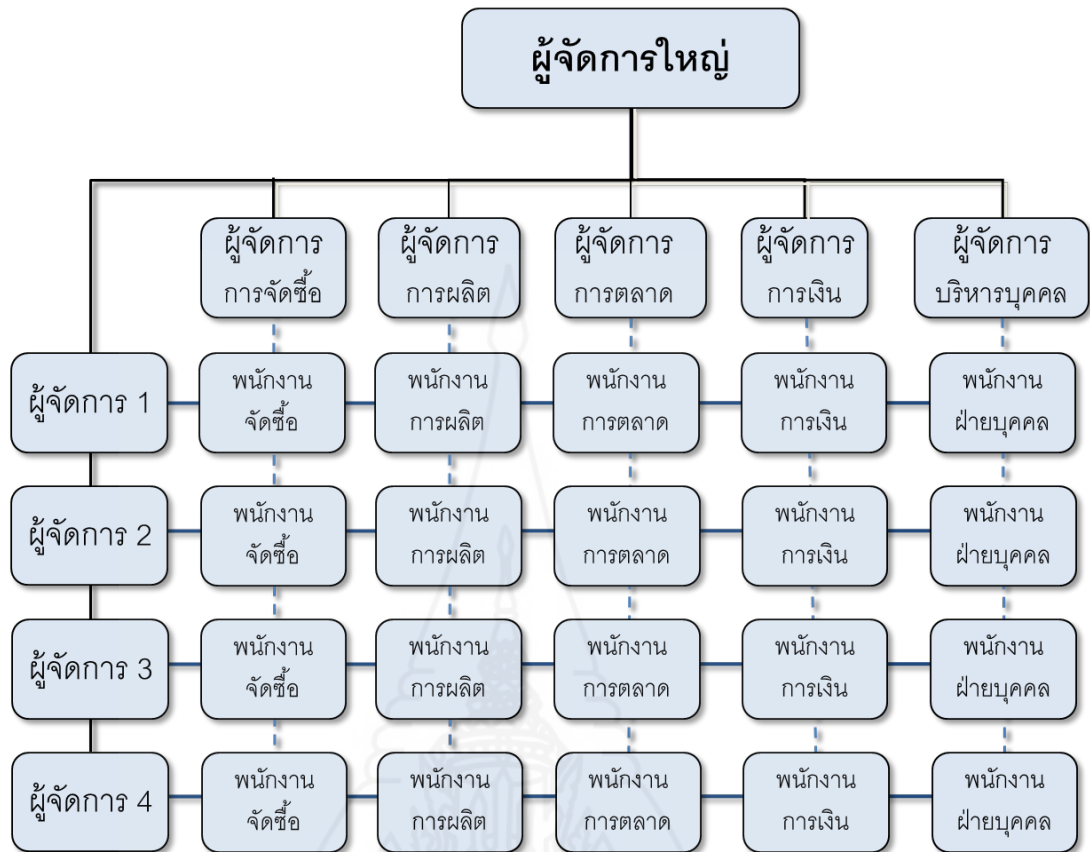 ผู้จัดการใหญ่
ผู้จัดการ
การจัดซื้อ
ผู้จัดการ
การผลิต
ผู้จัดการ
การตลาด
ผู้จัดการ
การเงิน
ผู้จัดการ
บริหารบุคคล
ผู้จัดการ 1
พนักงาน
จัดซื้อ
พนักงาน
การผลิต
พนักงาน
การตลาด
พนักงาน
การเงิน
พนักงาน
ฝ่ายบุคคล
ผู้จัดการ 2
พนักงาน
จัดซื้อ
พนักงาน
การผลิต
พนักงาน
การตลาด
พนักงาน
การเงิน
พนักงาน
ฝ่ายบุคคล
ผู้จัดการ 3
พนักงาน
จัดซื้อ
พนักงาน
การผลิต
พนักงาน
การตลาด
พนักงาน
การเงิน
พนักงาน
ฝ่ายบุคคล
ผู้จัดการ 4
พนักงาน
จัดซื้อ
พนักงาน
การผลิต
พนักงาน
การตลาด
พนักงาน
การเงิน
พนักงาน
ฝ่ายบุคคล